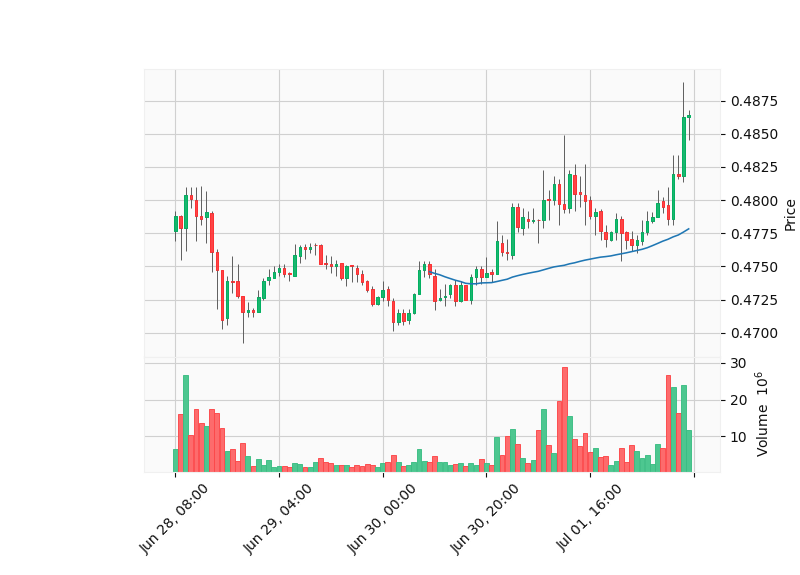 0.4875
0.4850
0.4825
0.4800
0.4775
0.4750
0.4725
0.4700
Price
30
20
10
Volume 10⁶
Jun 28, 08:00
Jun 29, 04:00
Jun 30, 00:00
Jun 30, 20:00
Jul 01, 16:00